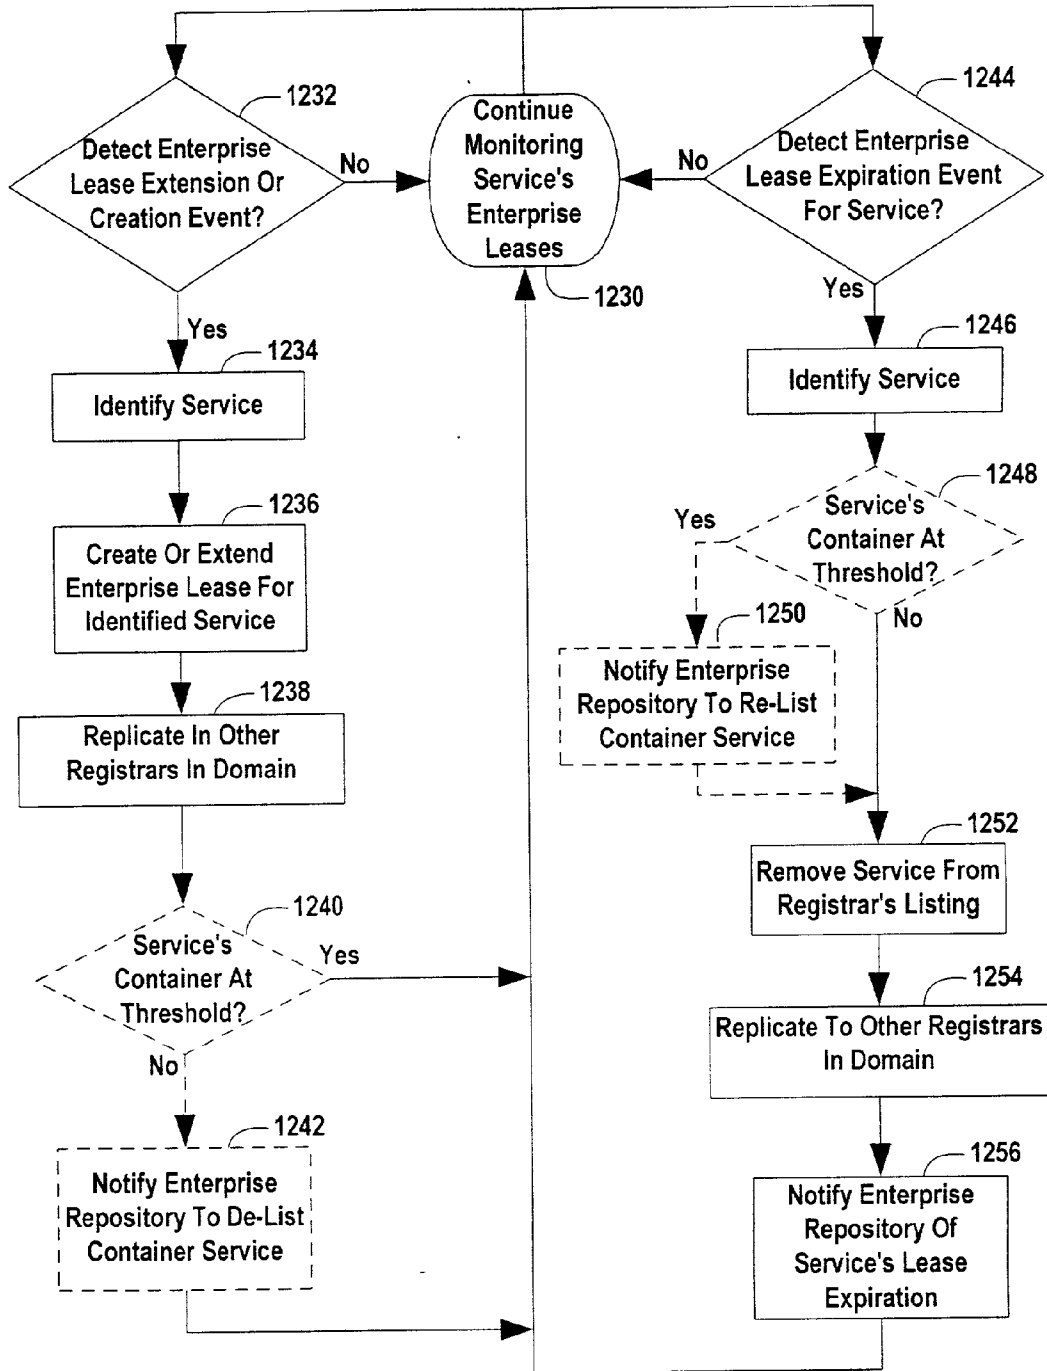 1232
Detect Enterprise
Lease Extension Or
Creation Event?
No
Yes
Continue
Monitoring
Service's
Enterprise
Leases
1230
1244
Detect Enterprise
Lease Expiration Event
For Service?
No
Yes
1234
Identify Service
1236
Create Or Extend
Enterprise Lease For
Identified Service
1238
Replicate In Other
Registrars In Domain
1240
Service's
Container At
Threshold?
Yes
No
1242
Notify Enterprise
Repository To De-List
Container Service
1246
Identify Service
1248
Service's
Container At
Threshold?
Yes
No
1250
Notify Enterprise
Repository To Re-List
Container Service
1252
Remove Service From
Registrar's Listing
1254
Replicate To Other Registrars
In Domain
1256
Notify Enterprise
Repository Of
Service's Lease
Expiration